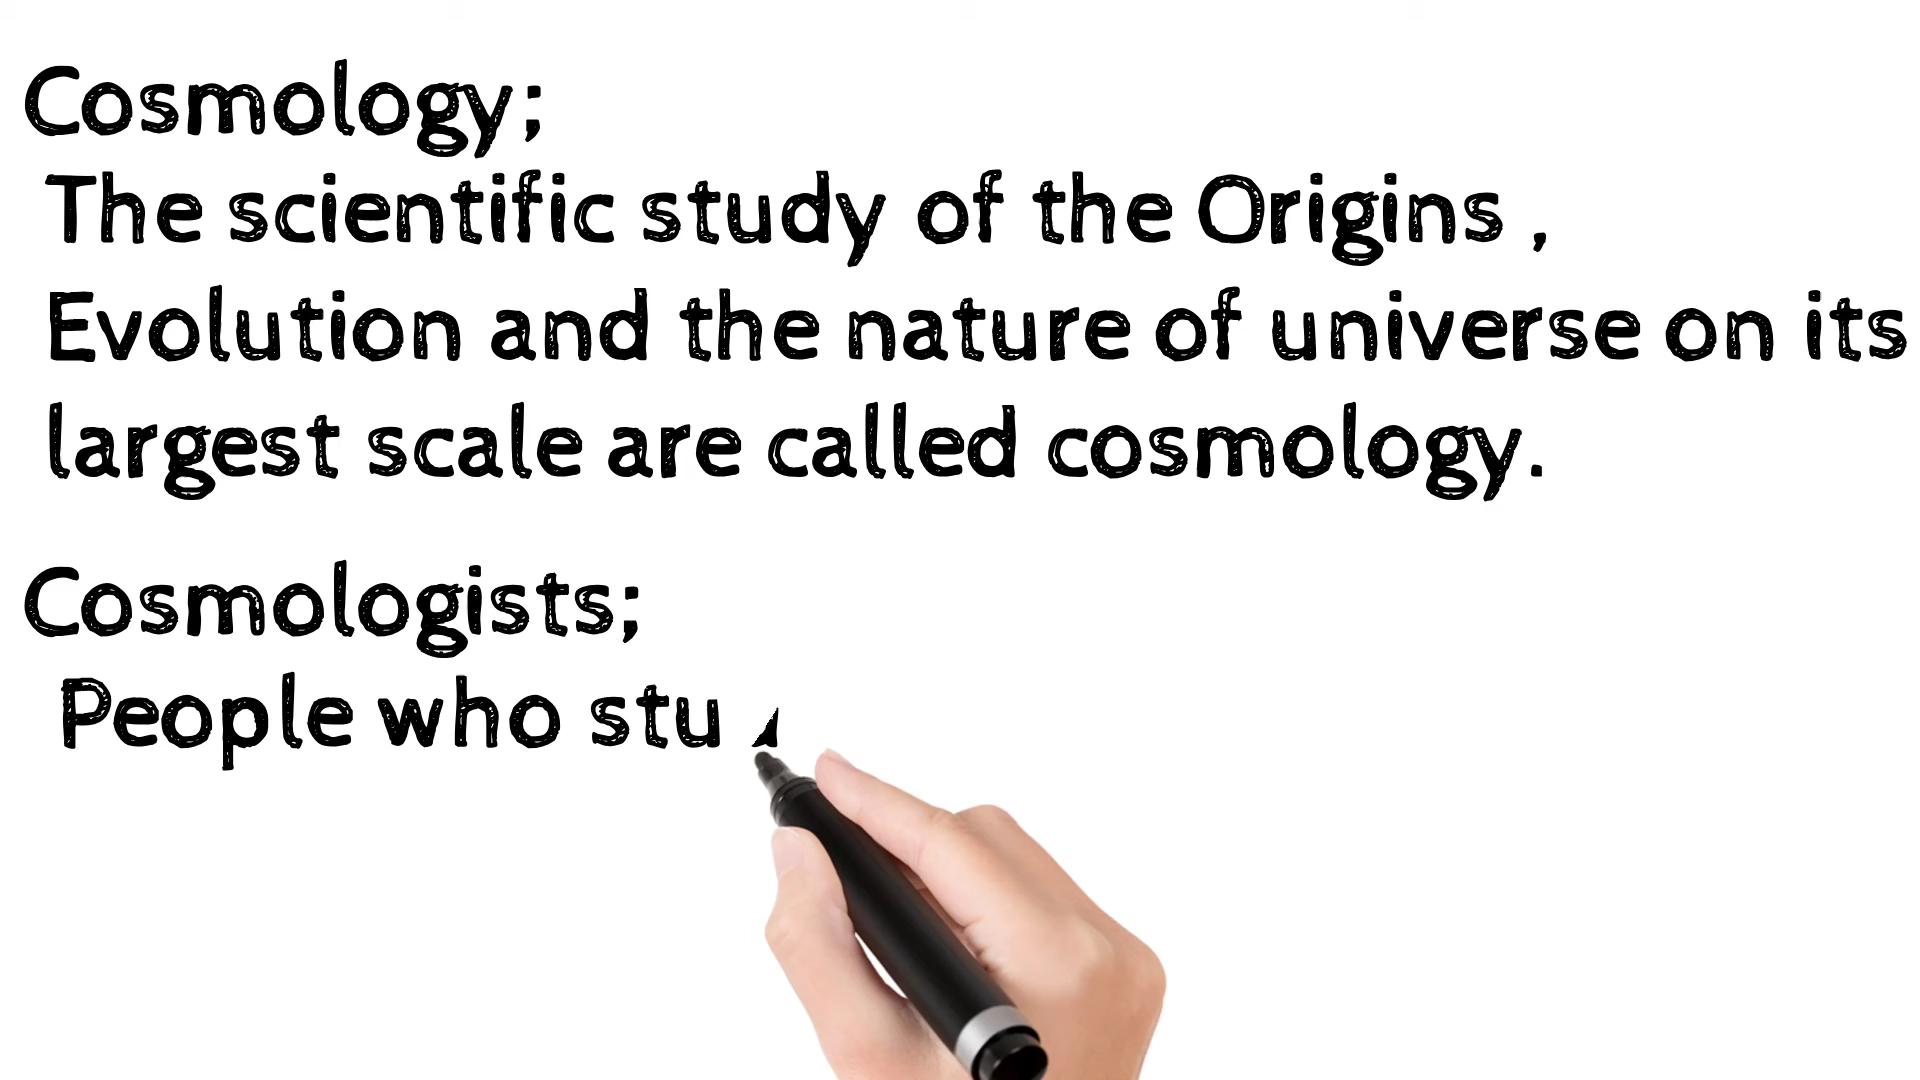 Cosmology;
The scientific study of the Origins ,
Evolution and the nature of universe on its
largest scale are called cosmology.
Cosmologists;
People who stu